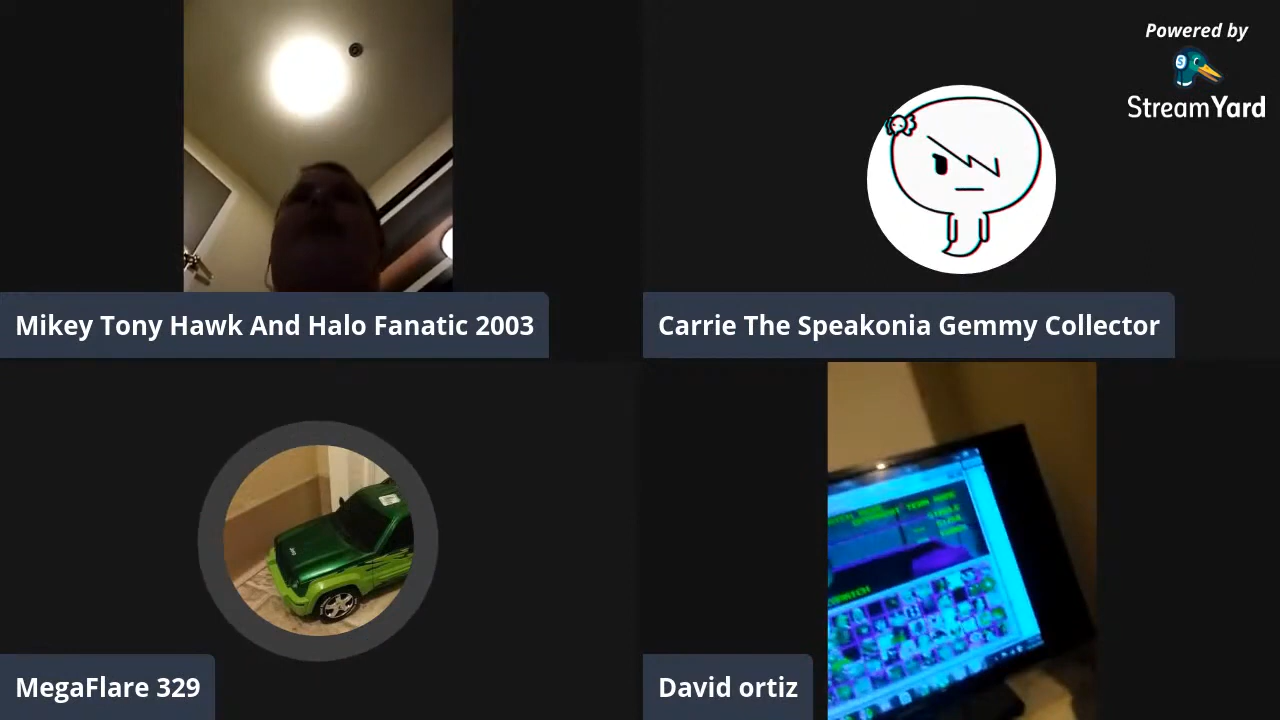 Powered by
StreamYard
Mikey Tony Hawk And Halo Fanatic 2003
Carrie The Speakonia Gemmy Collector
MegaFlare 329
David ortiz